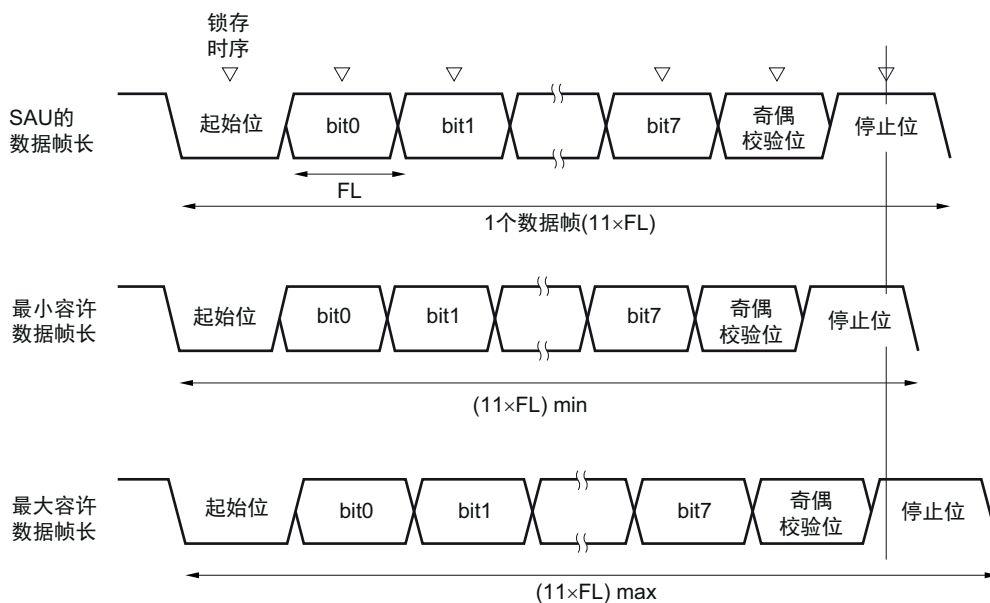 锁存
时序
SAU的
数据帧长
起始位
bit0
bit1
bit7
奇偶
校验位
停止位
FL
1个数据帧(11×FL)
最小容许
数据帧长
起始位
bit0
bit1
bit7
奇偶
校验位
停止位
(11×FL) min
最大容许
数据帧长
起始位
bit0
bit1
bit7
奇偶
校验位
停止位
(11×FL) max